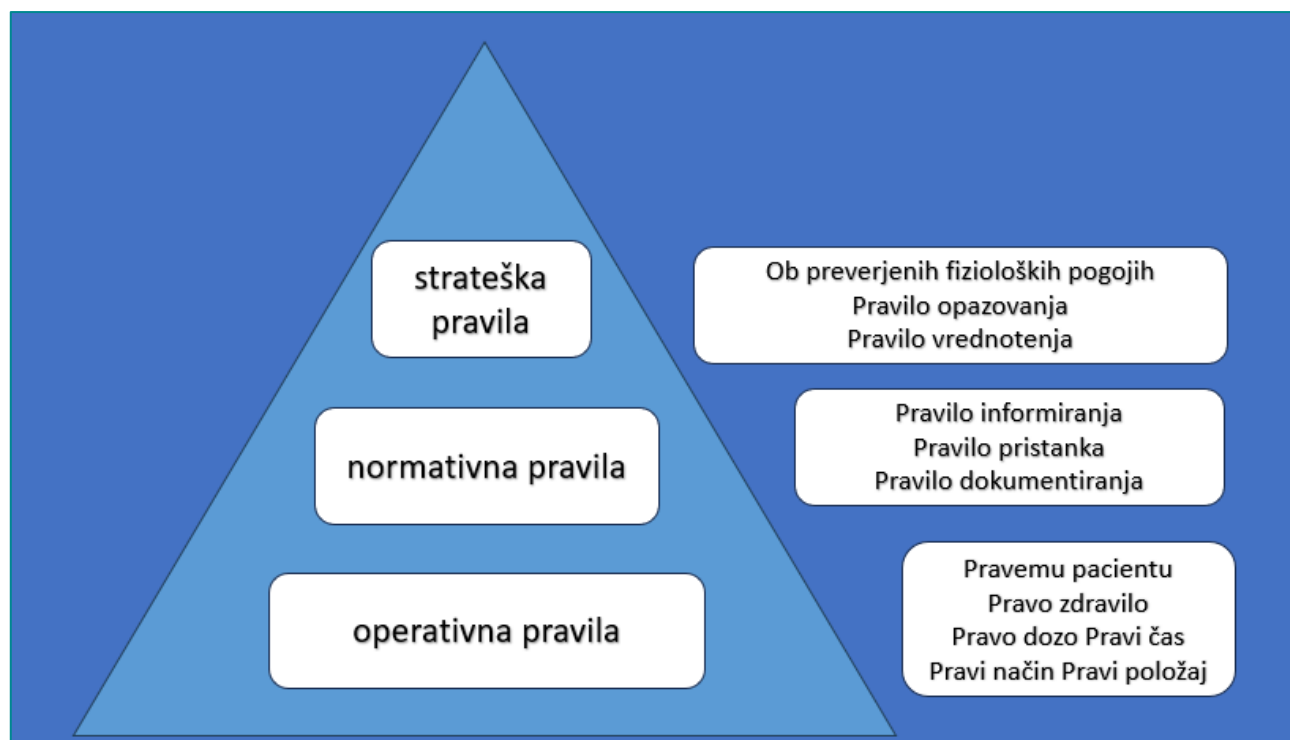 strateška
pravila
Ob preverjenih fizioloških pogojih
Pravilo opazovanja
Pravilo vrednotenja
normativna pravila
Pravilo informiranja
Pravilo pristanka
Pravilo dokumentiranja
operativna pravila
Pravemu pacientu
Pravo zdravilo
Pravo dozo Pravi čas
Pravi način Pravi položaj